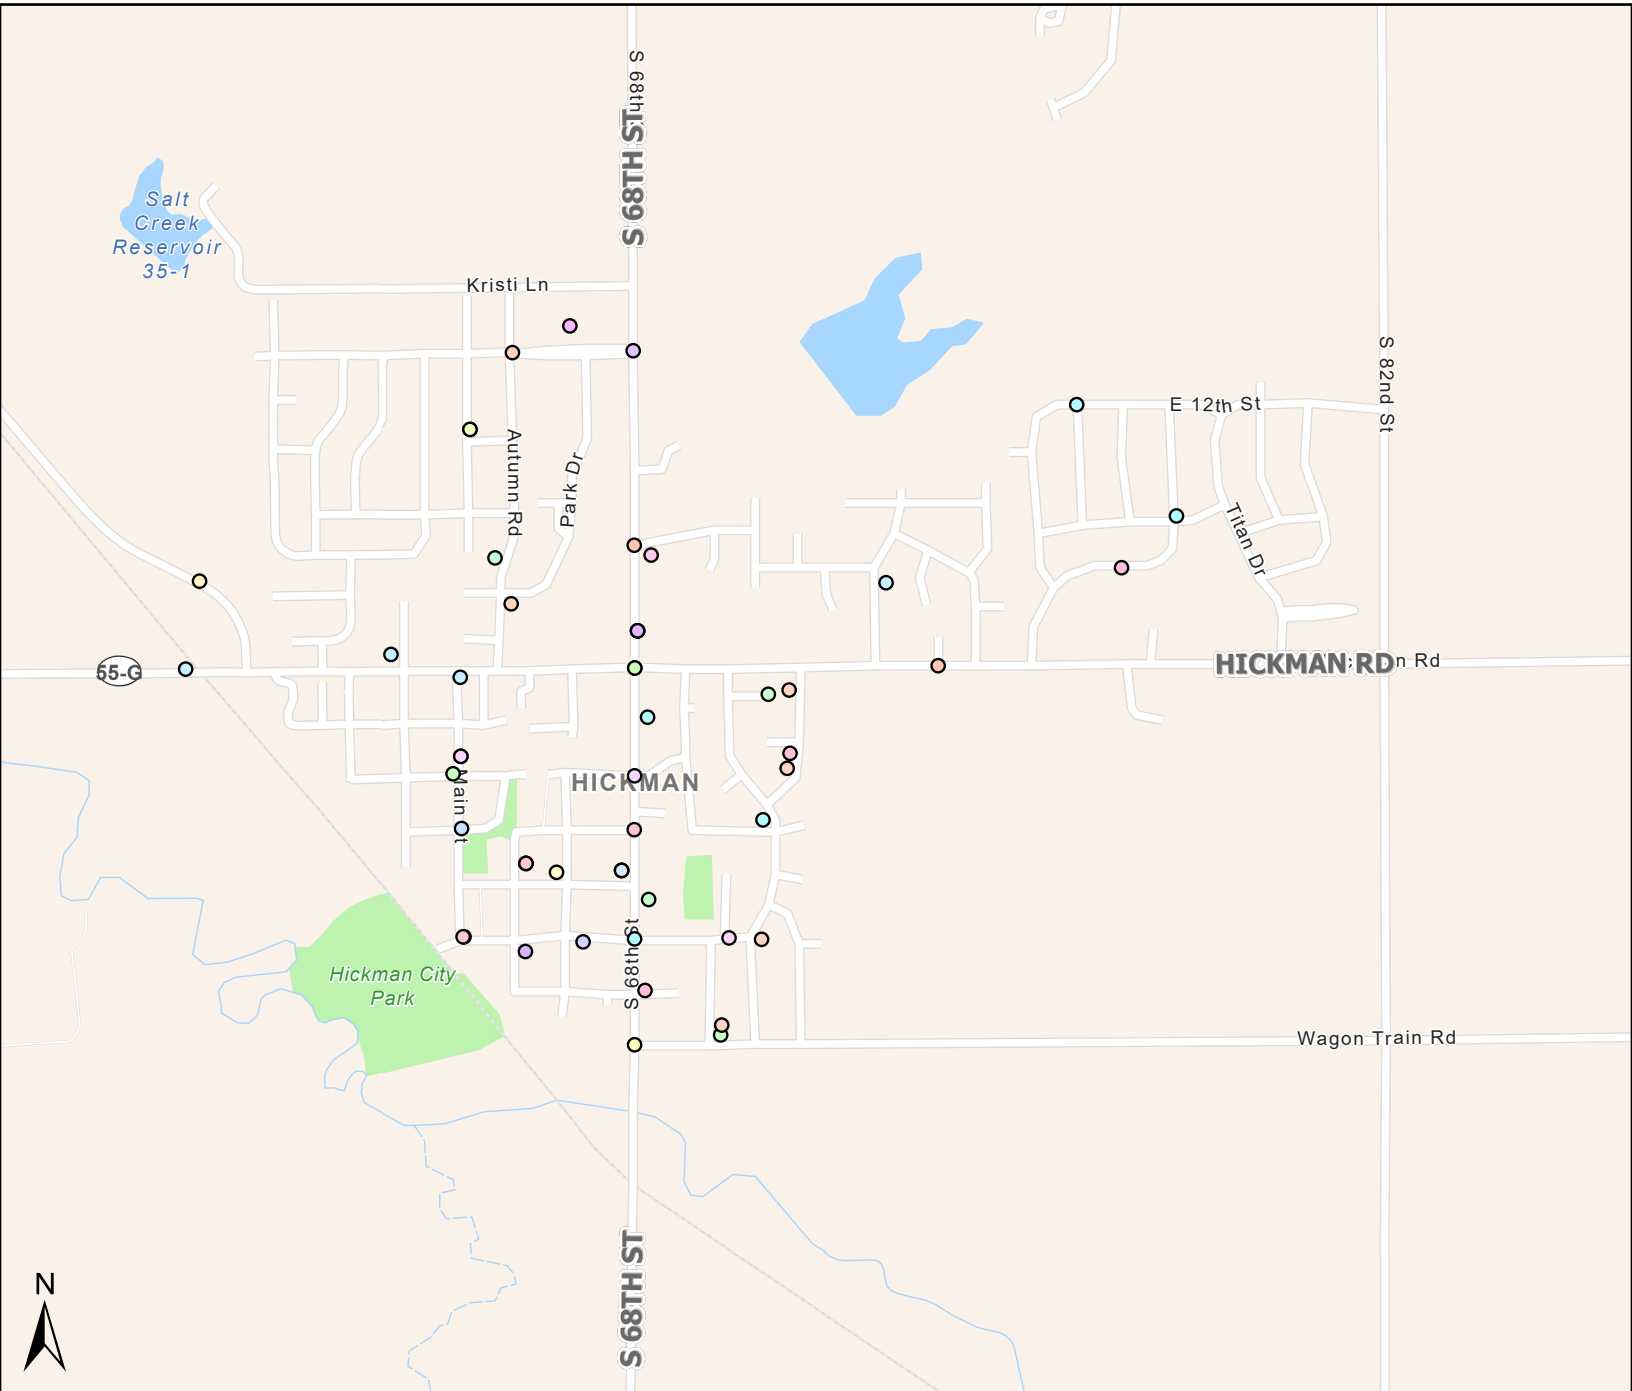 S 68th
S 68TH ST
Salt
Creek
Reservoir
35-1
Kristi Ln
S 82nd St
E 12th St
Autumn Rd
Park Dr
Titan Dr
55-G
HICKMAN RD
n Rd
HICKMAN
Main St
S 68th St
Hickman City
Park
Wagon Train Rd
S 68TH ST
N